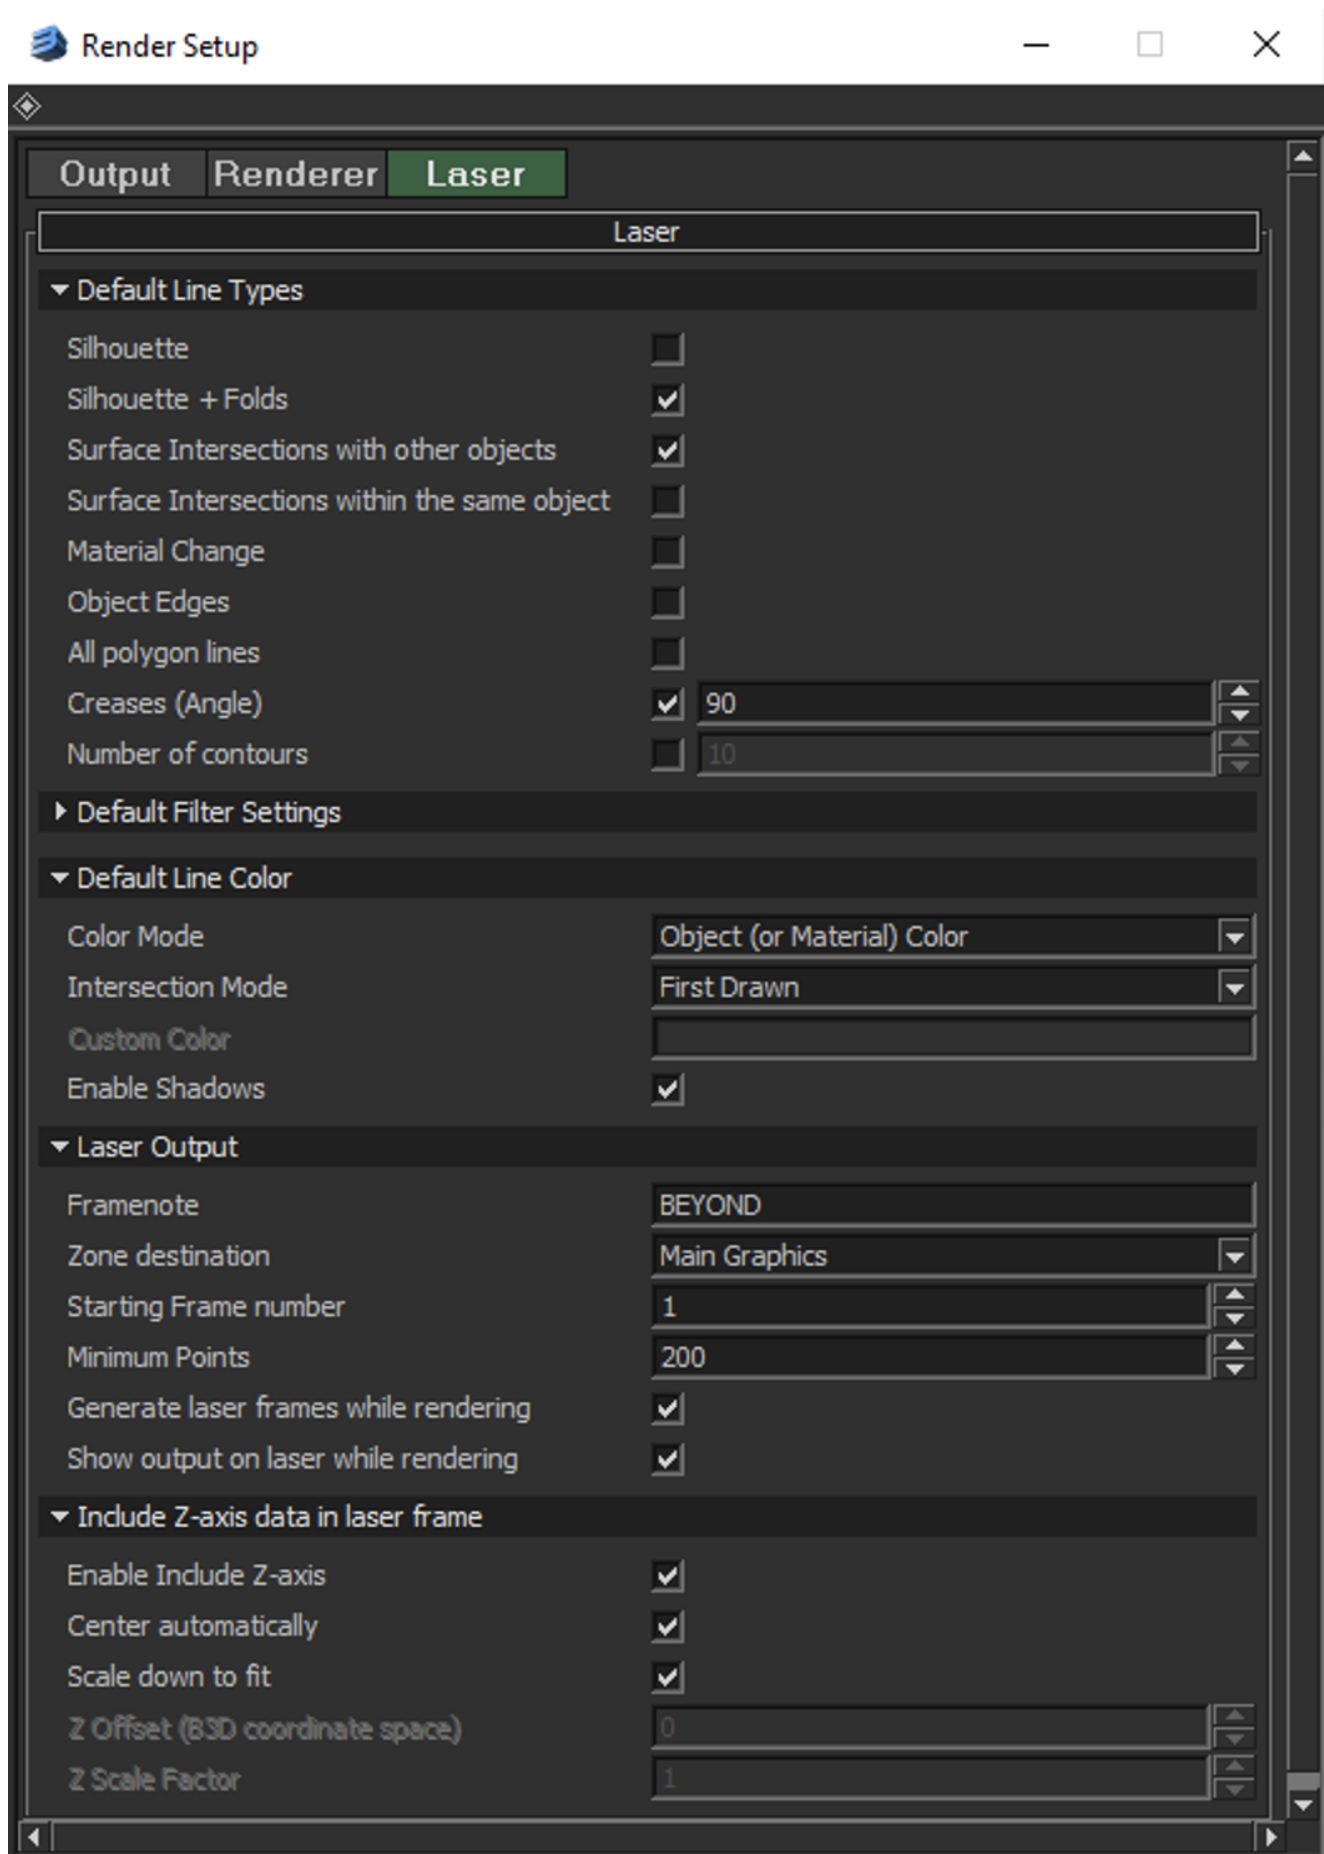 Render Setup
Output Renderer Laser
Laser
Default Line Types
Silhouette
Silhouette + Folds
Surface Intersections with other objects
Surface Intersections within the same object
Material Change
Object Edges
All polygon lines
Creases (Angle) 90
Number of contours 10
Default Filter Settings
Default Line Color
Color Mode Object (or Material) Color
Intersection Mode First Drawn
Custom Color
Enable Shadows
Laser Output
Framenote BEYOND
Zone destination Main Graphics
Starting Frame number 1
Minimum Points 200
Generate laser frames while rendering
Show output on laser while rendering
Include Z-axis data in laser frame
Enable Include Z-axis
Center automatically
Scale down to fit
Z Offset (B3D coordinate space) 0
Z Scale Factor 1